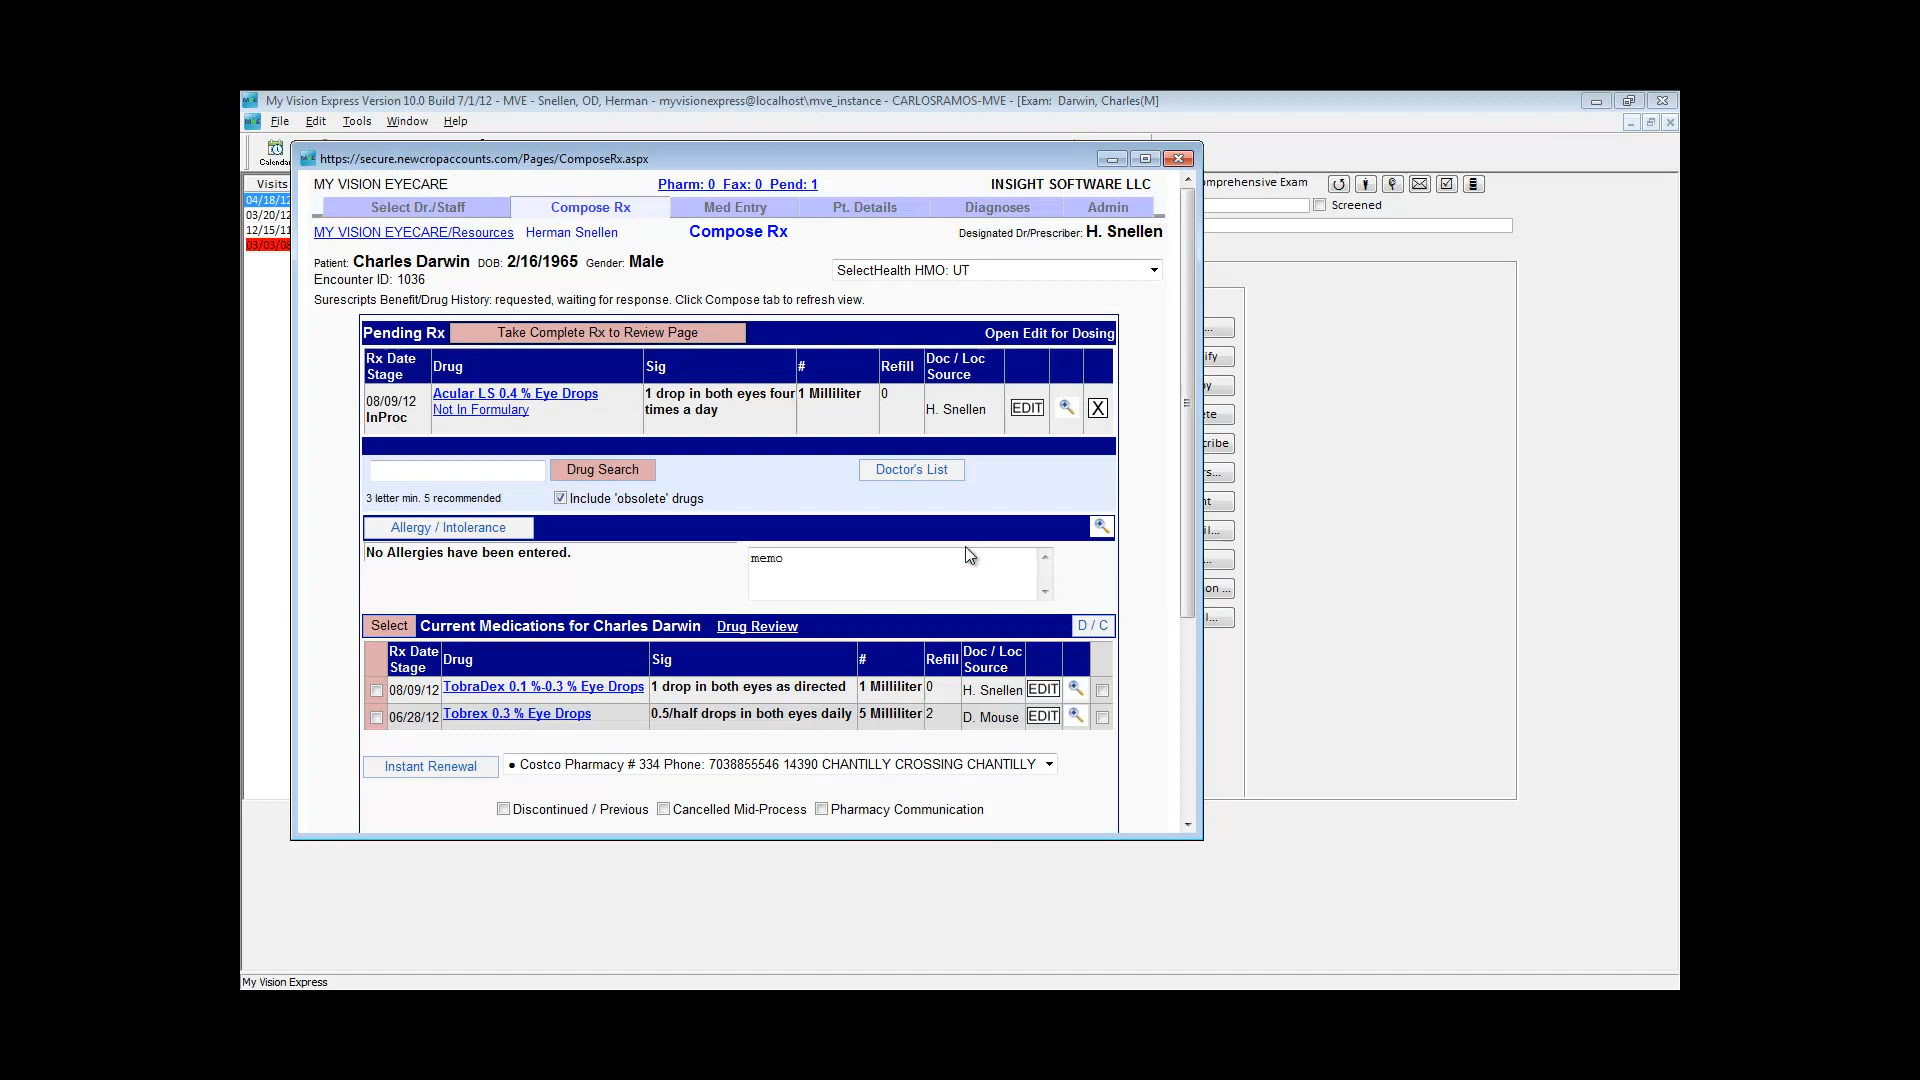 My Vision Express Version 10.0 Build 7/1/12 - MVE - Snellen, OD, Herman - myvisionexpress@localhost\mve_instance - CARLOSRAMOS-MVE - [Exam: Darwin, Charles(M]
File Edit Tools Window Help
https://secure.newcropaccounts.com/Pages/ComposeRx.aspx
MY VISION EYECARE Pharm: 0 Fax: 0 Pend: 1 INSIGHT SOFTWARE LLC
Visits
omprehensive Exam
04/18/12
03/20/12
12/15/11
Screened
Select Dr./Staff Compose Rx Med Entry Pt. Details Diagnoses Admin
MY VISION EYECARE/Resources Herman Snellen Compose Rx Designated Dr/Prescriber: H. Snellen
Patient: Charles Darwin DOB: 2/16/1965 Gender: Male
SelectHealth HMO: UT
Encounter ID: 1036
Surescripts Benefit/Drug History: requested, waiting for response. Click Compose tab to refresh view.
Pending Rx Take Complete Rx to Review Page Open Edit for Dosing
Rx Date Stage Drug Sig # Refill Doc / Loc Source
08/09/12 InProc Acular LS 0.4 % Eye Drops Not In Formulary 1 drop in both eyes four times a day 1 Milliliter 0 H. Snellen EDIT X
Drug Search Doctor's List
3 letter min. 5 recommended Include 'obsolete' drugs
Allergy / Intolerance
No Allergies have been entered.
memo
Select Current Medications for Charles Darwin Drug Review D / C
Rx Date Stage Drug Sig # Refill Doc / Loc Source
08/09/12 TobraDex 0.1 %-0.3 % Eye Drops 1 drop in both eyes as directed 1 Milliliter 0 H. Snellen EDIT
06/28/12 Tobrex 0.3 % Eye Drops 0.5/half drops in both eyes daily 5 Milliliter 2 D. Mouse EDIT
Instant Renewal • Costco Pharmacy # 334 Phone: 7038855546 14390 CHANTILLY CROSSING CHANTILLY
Discontinued / Previous Cancelled Mid-Process Pharmacy Communication
My Vision Express